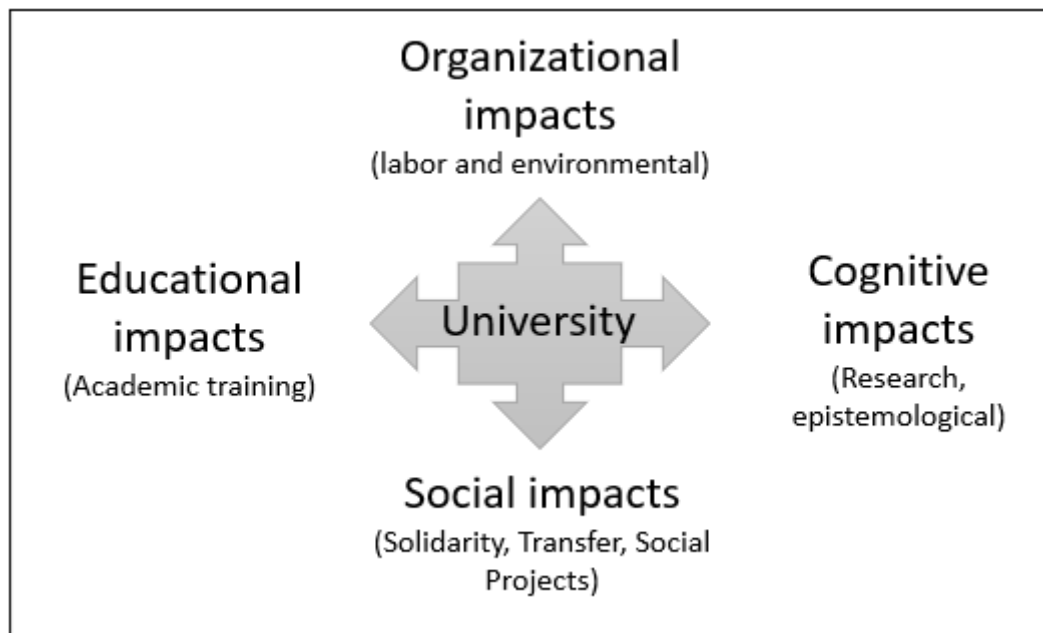 Organizational
impacts
(labor and environmental)
Educational
impacts
(Academic training)
University
Cognitive
impacts
(Research,
epistemological)
Social impacts
(Solidarity, Transfer, Social
Projects)